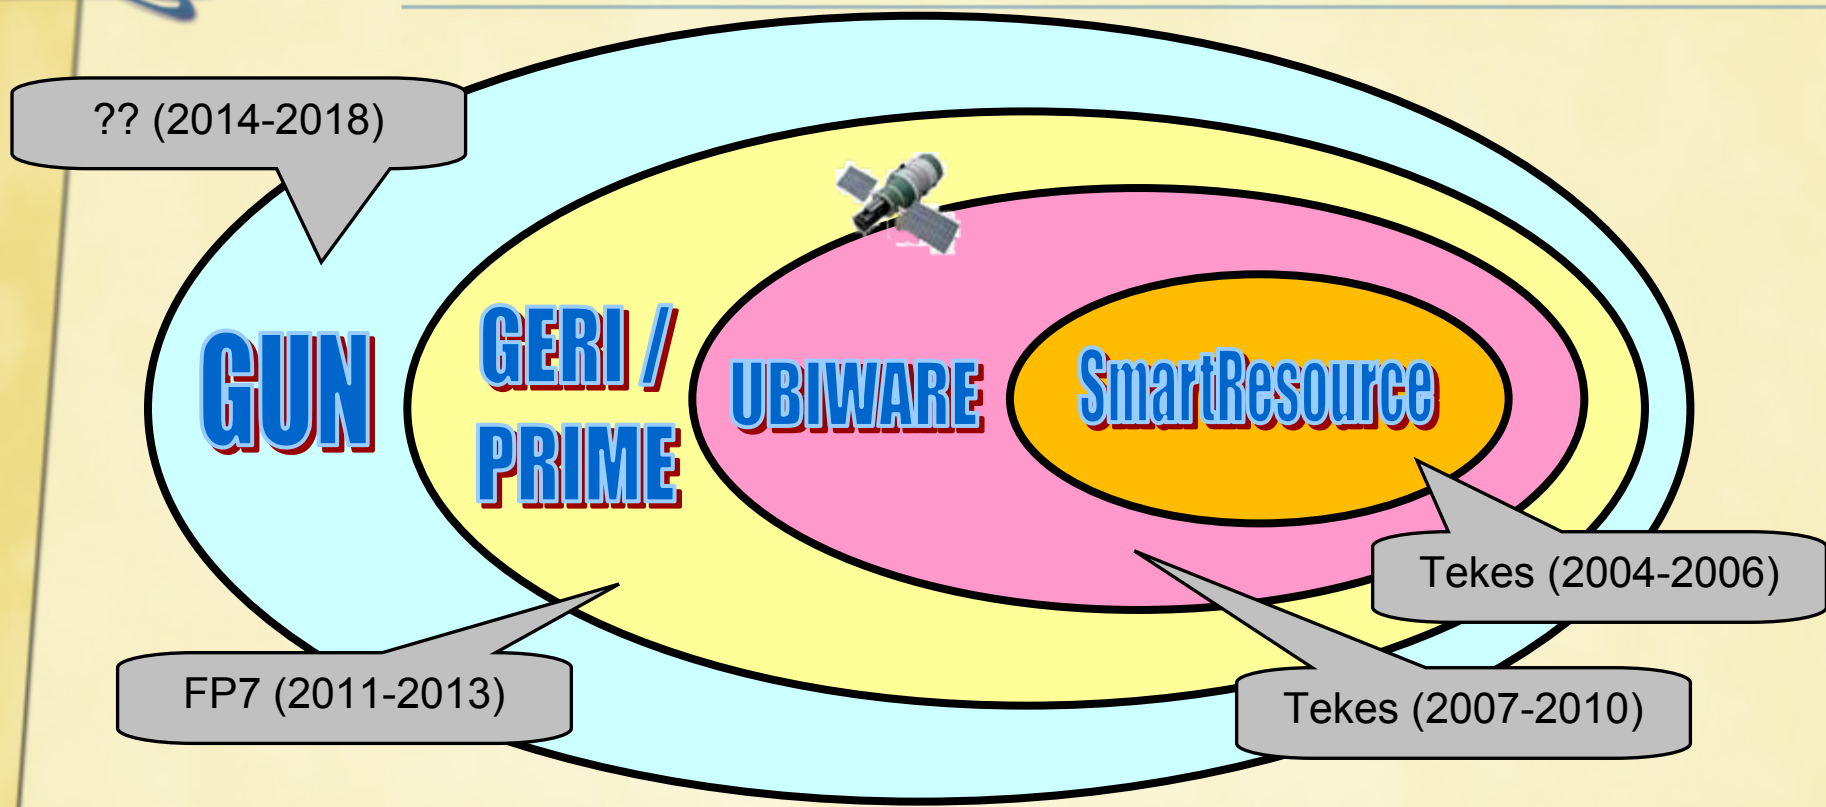 ?? (2014-2018)
GUN
GERI /
PRIME
UBIWARE
SmartResource
Tekes (2004-2006)
FP7 (2011-2013)
Tekes (2007-2010)